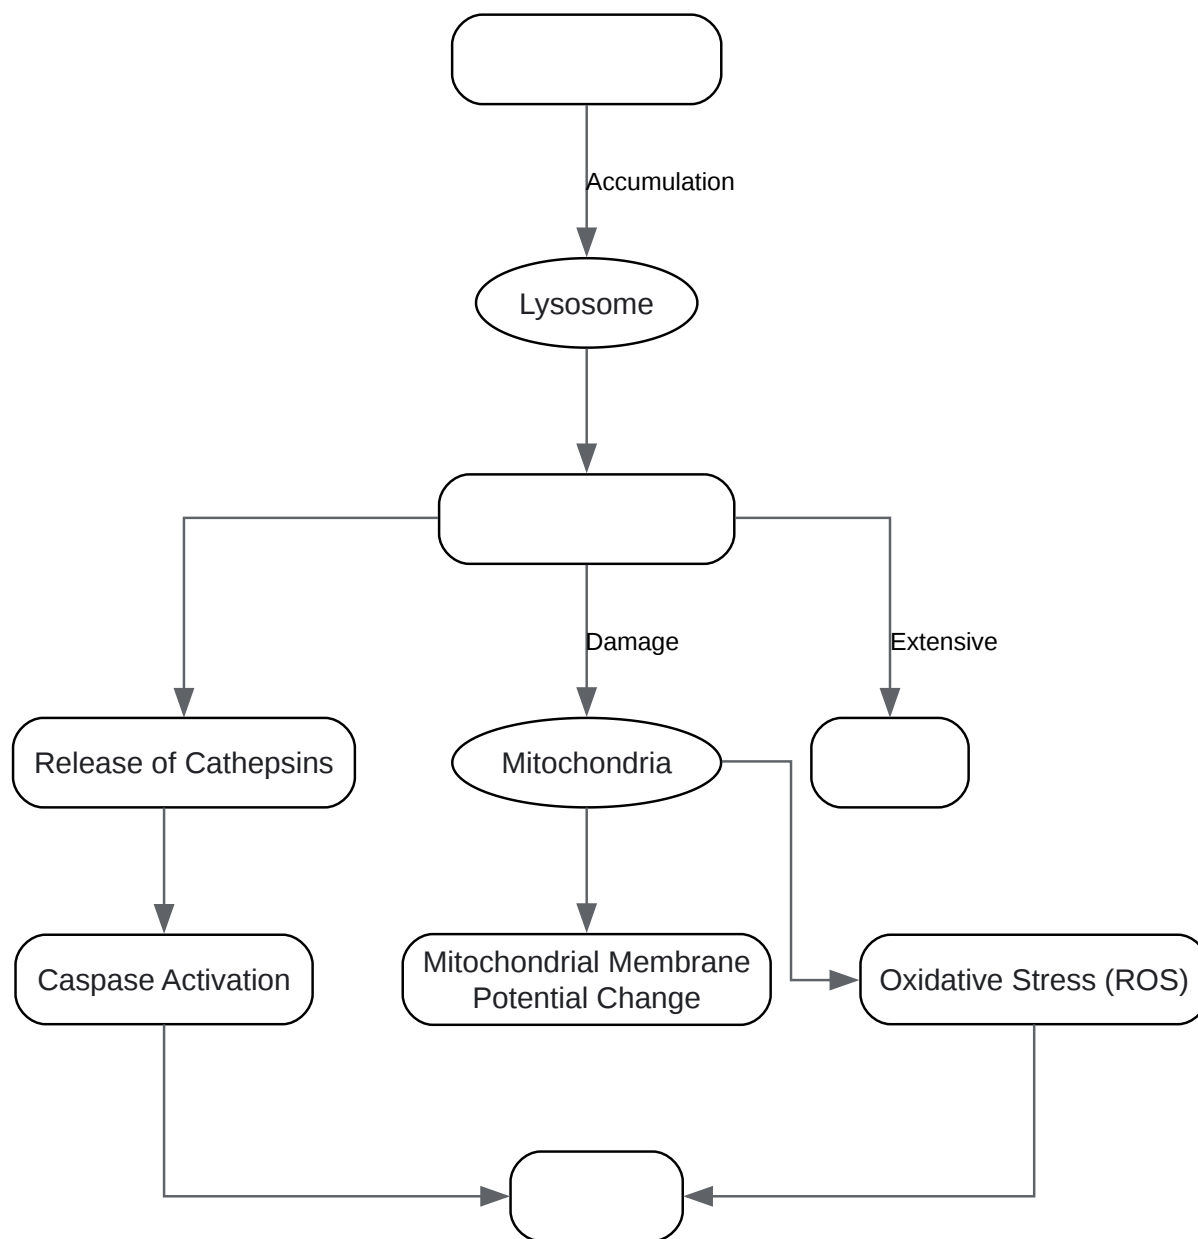 Accumulation
Lysosome
Damage
Extensive
Release of Cathepsins
Mitochondria
Caspase Activation
Mitochondrial Membrane
Potential Change
Oxidative Stress (ROS)